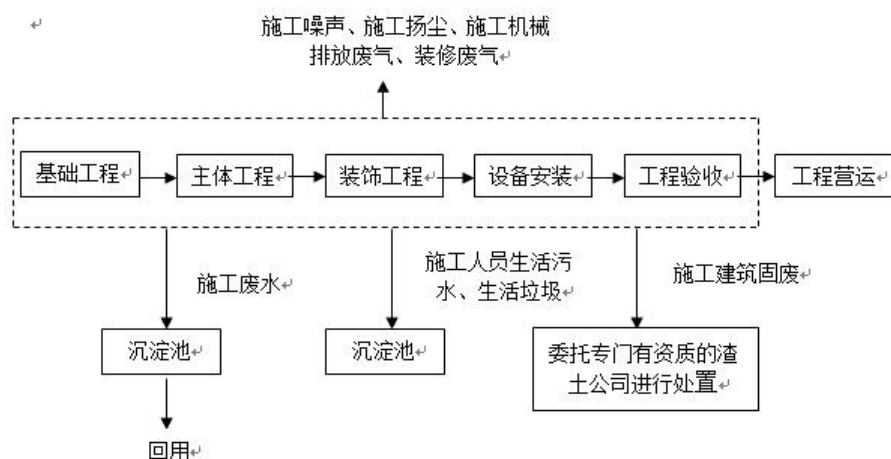 施工噪声、施工扬尘、施工机械
排放废气、装修废气
基础工程
主体工程
装饰工程
设备安装
工程验收
工程营运
施工废水
施工人员生活污
水、生活垃圾
施工建筑固废
沉淀池
沉淀池
委托专门有资质的渣
土公司进行处置
回用